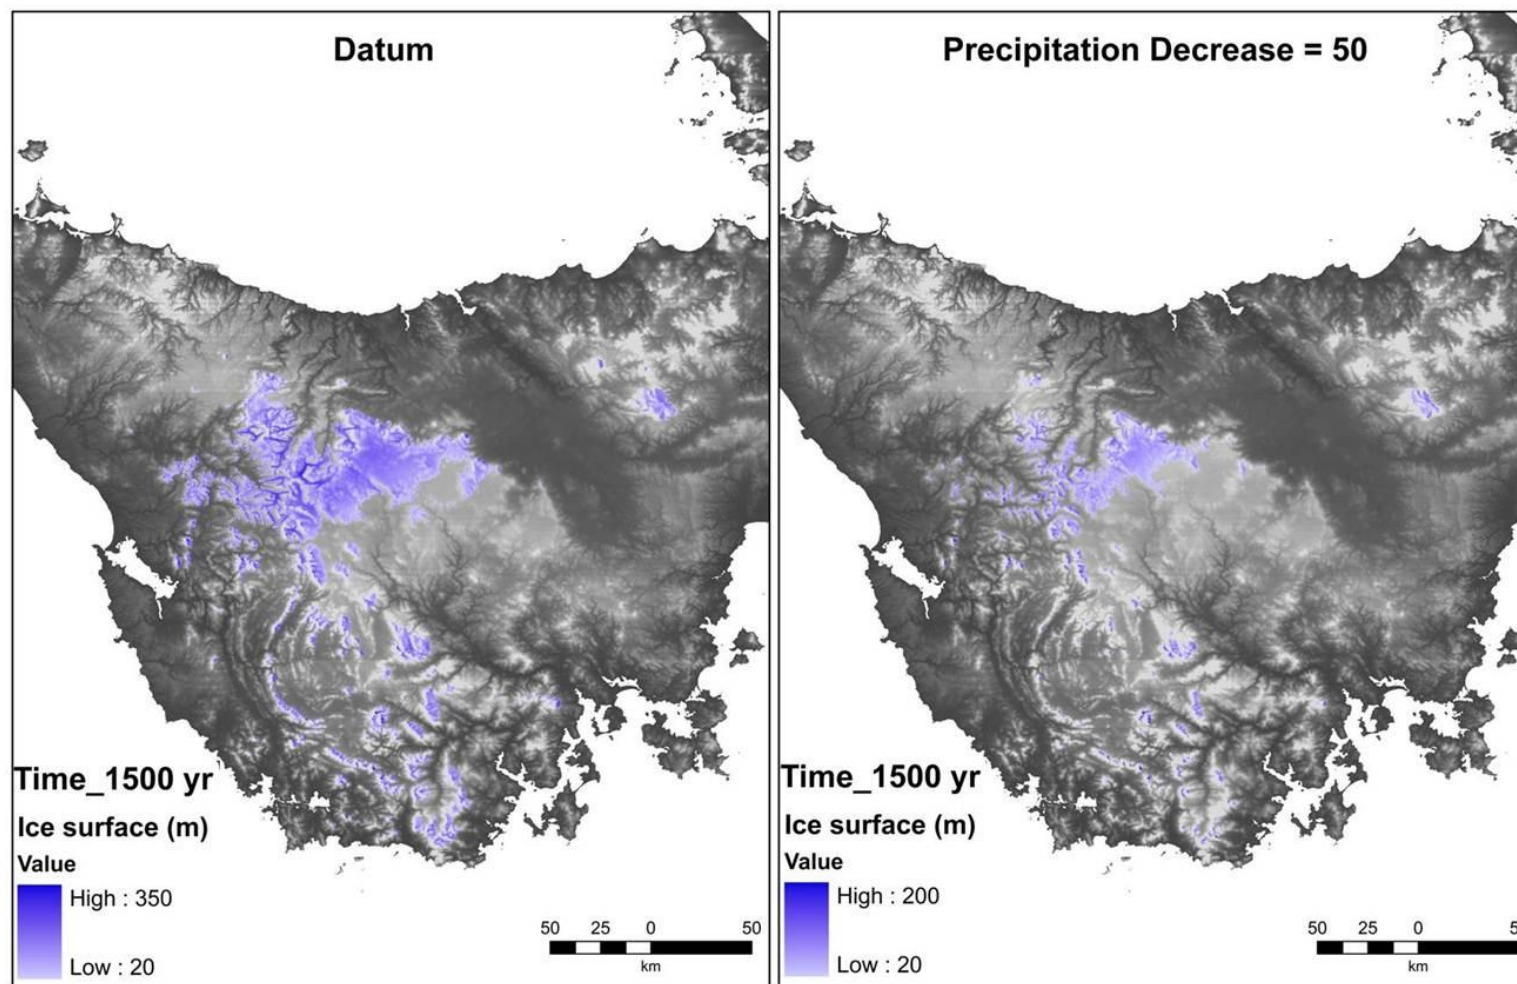 Datum
Time_1500 yr
Ice surface (m)
Value
High : 350
Low : 20
50 25 0 50
km
Precipitation Decrease = 50
Time_1500 yr
Ice surface (m)
Value
High : 200
Low : 20
50 25 0
km